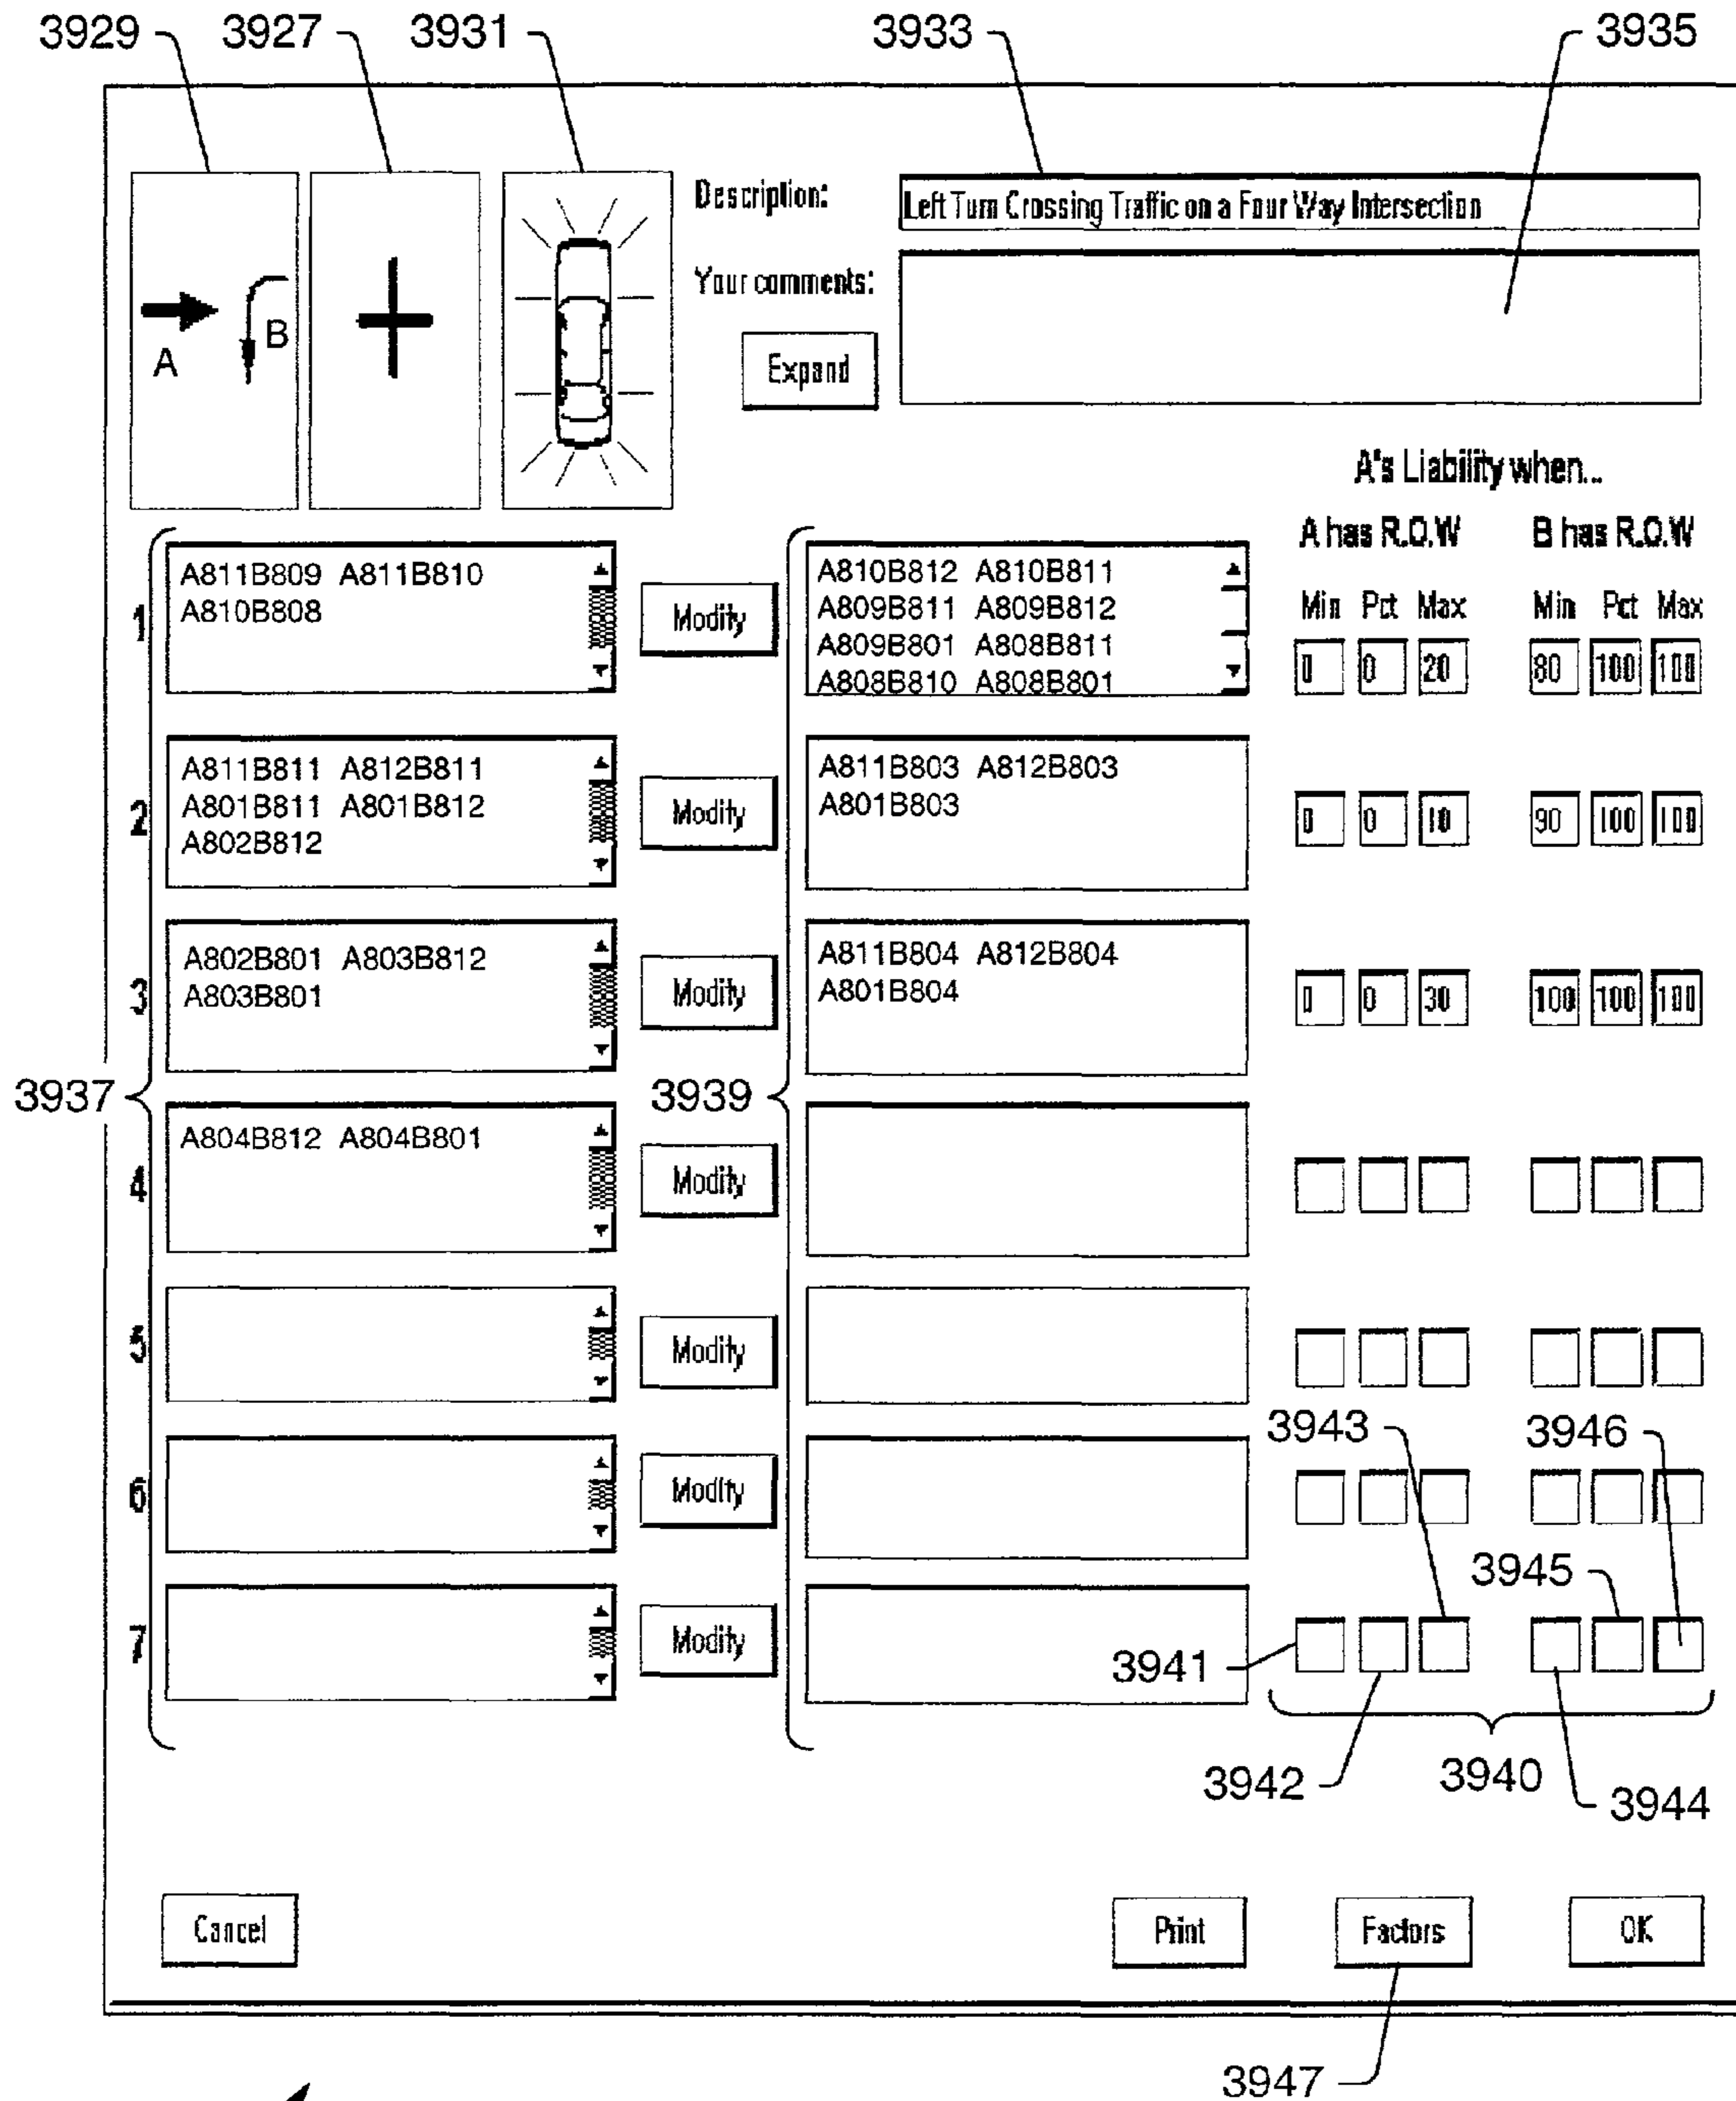 3929 3927 3931 3933 3935
Description: Left Turn Crossing Traffic on a Four Way Intersection
Your comments:
Expand
A B
A's Liability when...
A has R.O.W B has R.O.W
Min Pct Max Min Pct Max
1
A811B809 A811B810
A810B808
Modify
A810B812 A810B811
A809B811 A809B812
A809B801 A808B811
A808B810 A808B801
0 0 20 80 100 100
2
A811B811 A812B811
A801B811 A801B812
A802B812
Modify
A811B803 A812B803
A801B803
0 0 10 90 100 100
3
A802B801 A803B812
A803B801
Modify
A811B804 A812B804
A801B804
0 0 30 100 100 100
3937 3939
4
A804B812 A804B801
Modify
5
Modify
3943 3946
6
Modify
3945
7
Modify
3941
3942 3940 3944
Cancel Print Factors OK
3947